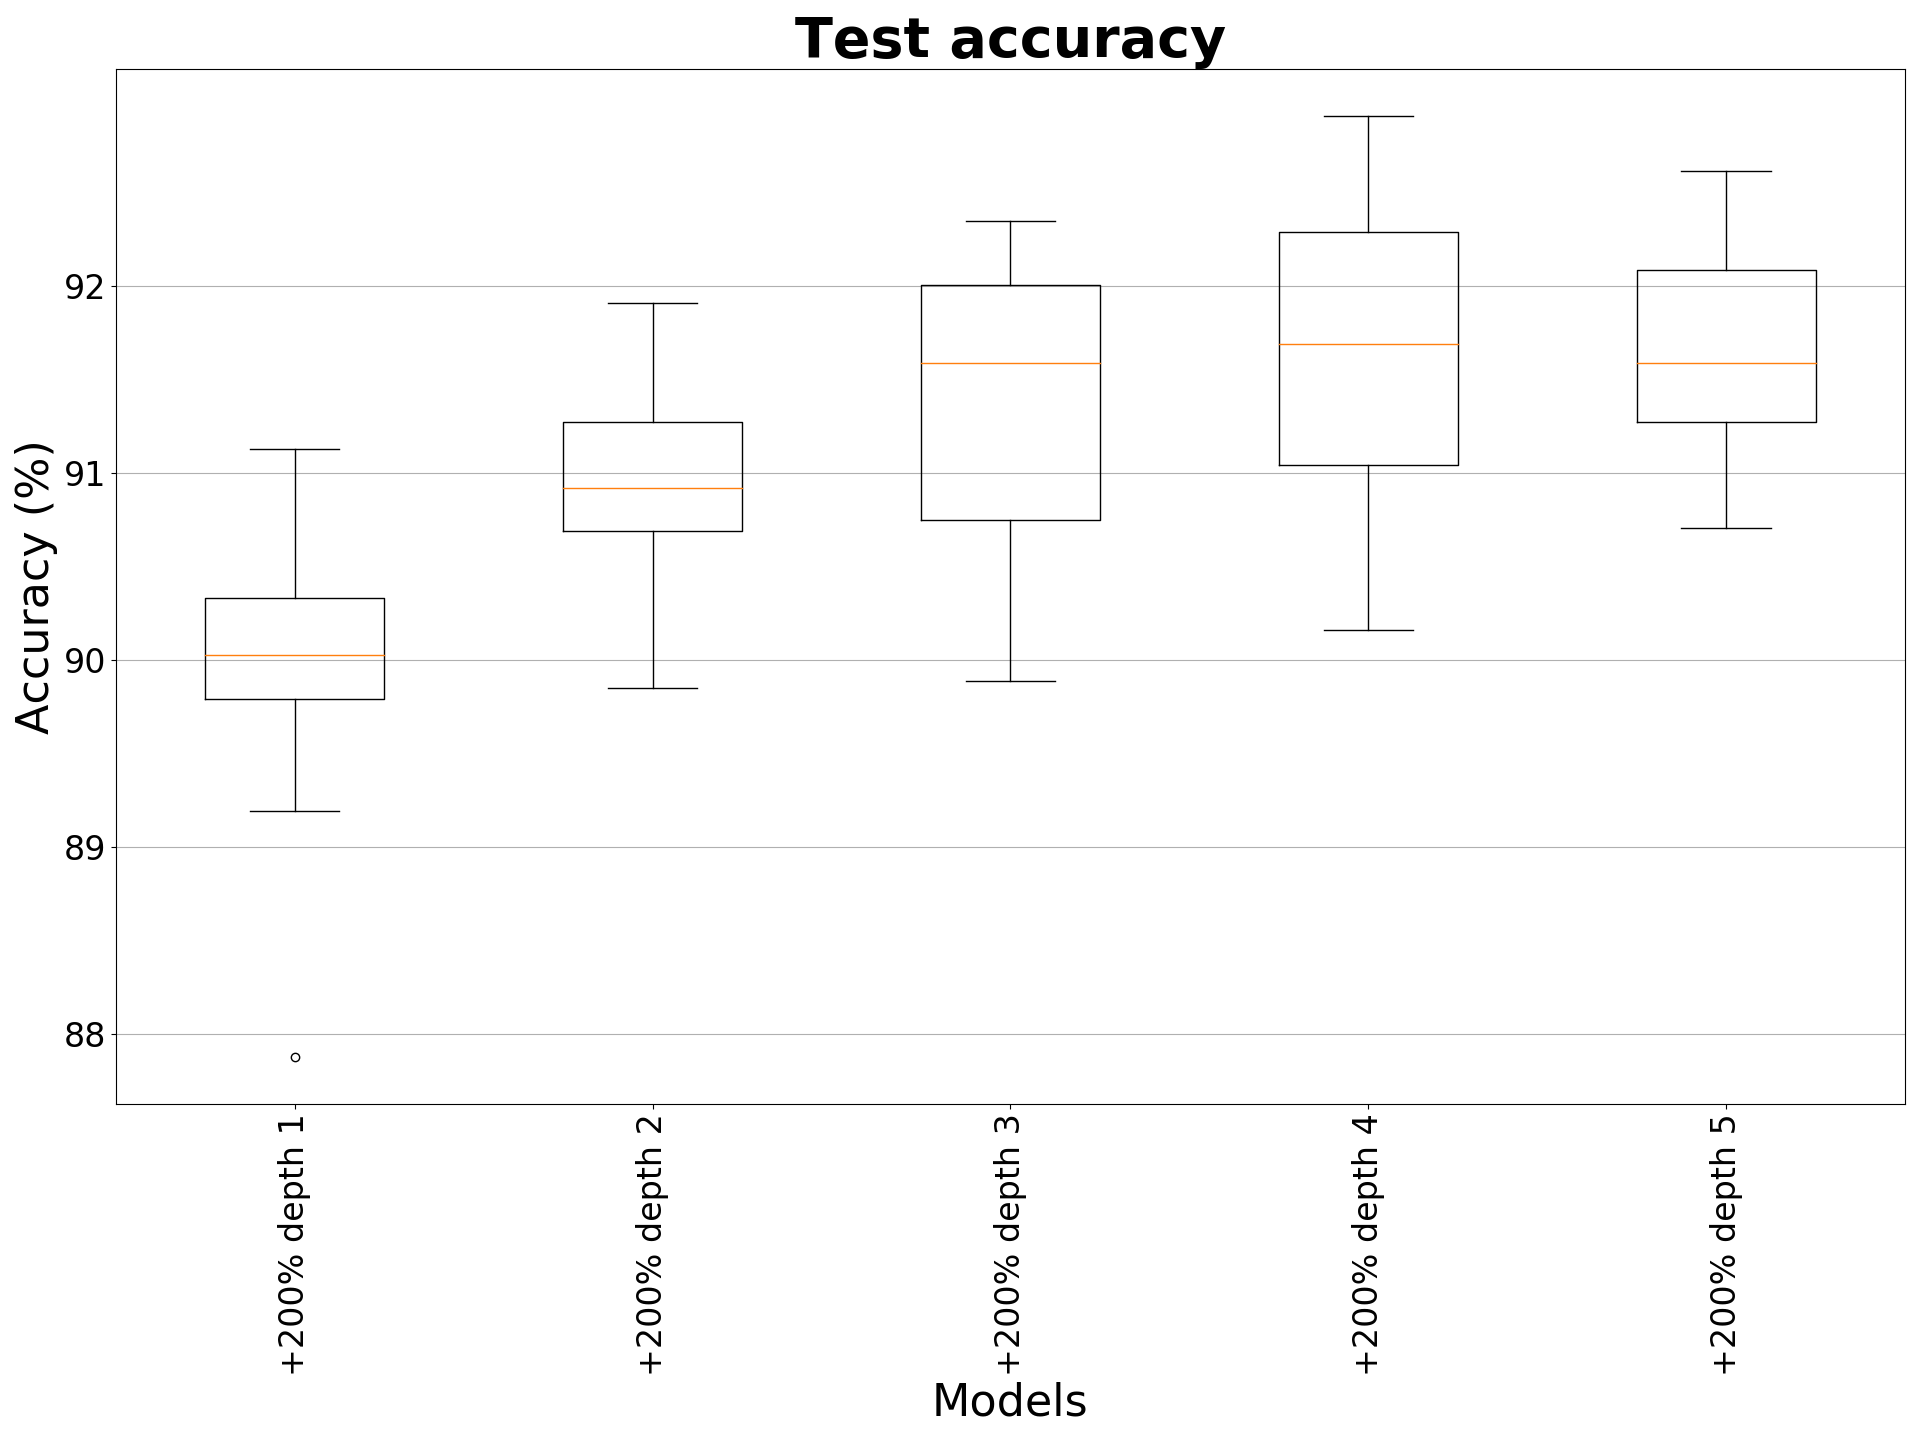 Test accuracy
Accuracy (%)
92
91
90
89
88
+200% depth 1
+200% depth 2
+200% depth 3
+200% depth 4
+200% depth 5
Models